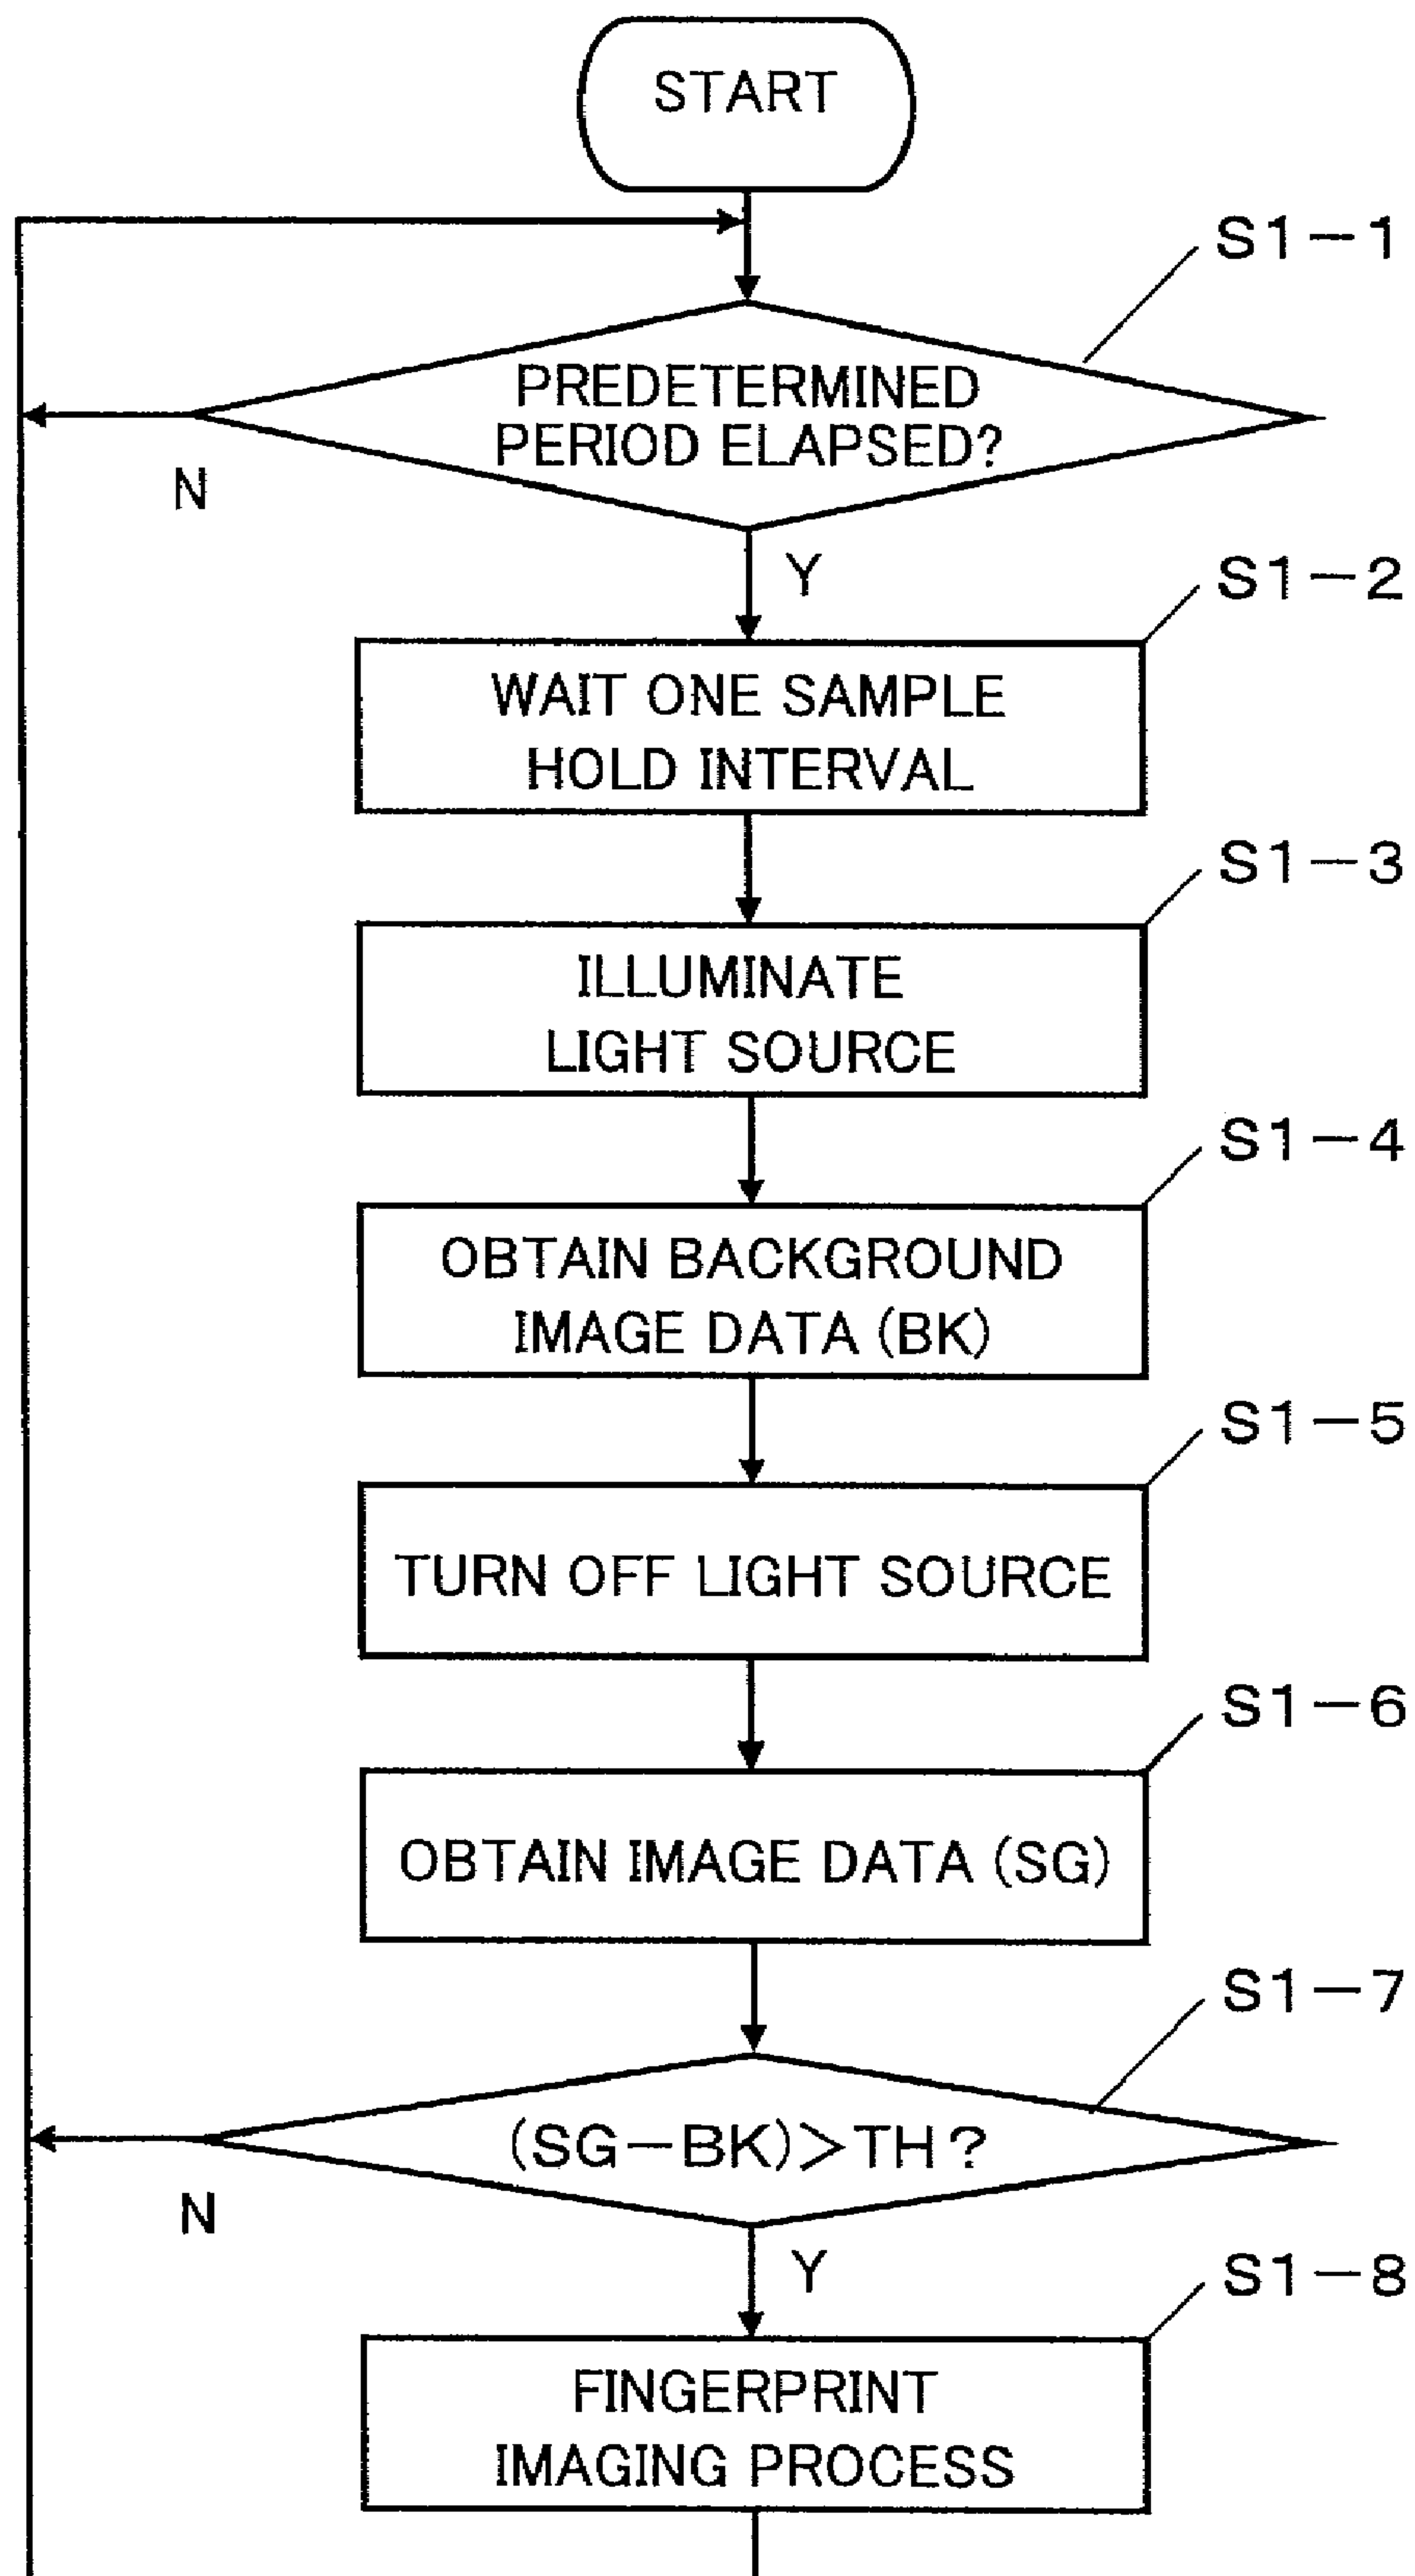 START
S1-1
PREDETERMINED
PERIOD ELAPSED?
N
Y
S1-2
WAIT ONE SAMPLE
HOLD INTERVAL
S1-3
ILLUMINATE
LIGHT SOURCE
S1-4
OBTAIN BACKGROUND
IMAGE DATA (BK)
S1-5
TURN OFF LIGHT SOURCE
S1-6
OBTAIN IMAGE DATA (SG)
S1-7
(SG-BK)>TH?
N
Y
S1-8
FINGERPRINT
IMAGING PROCESS